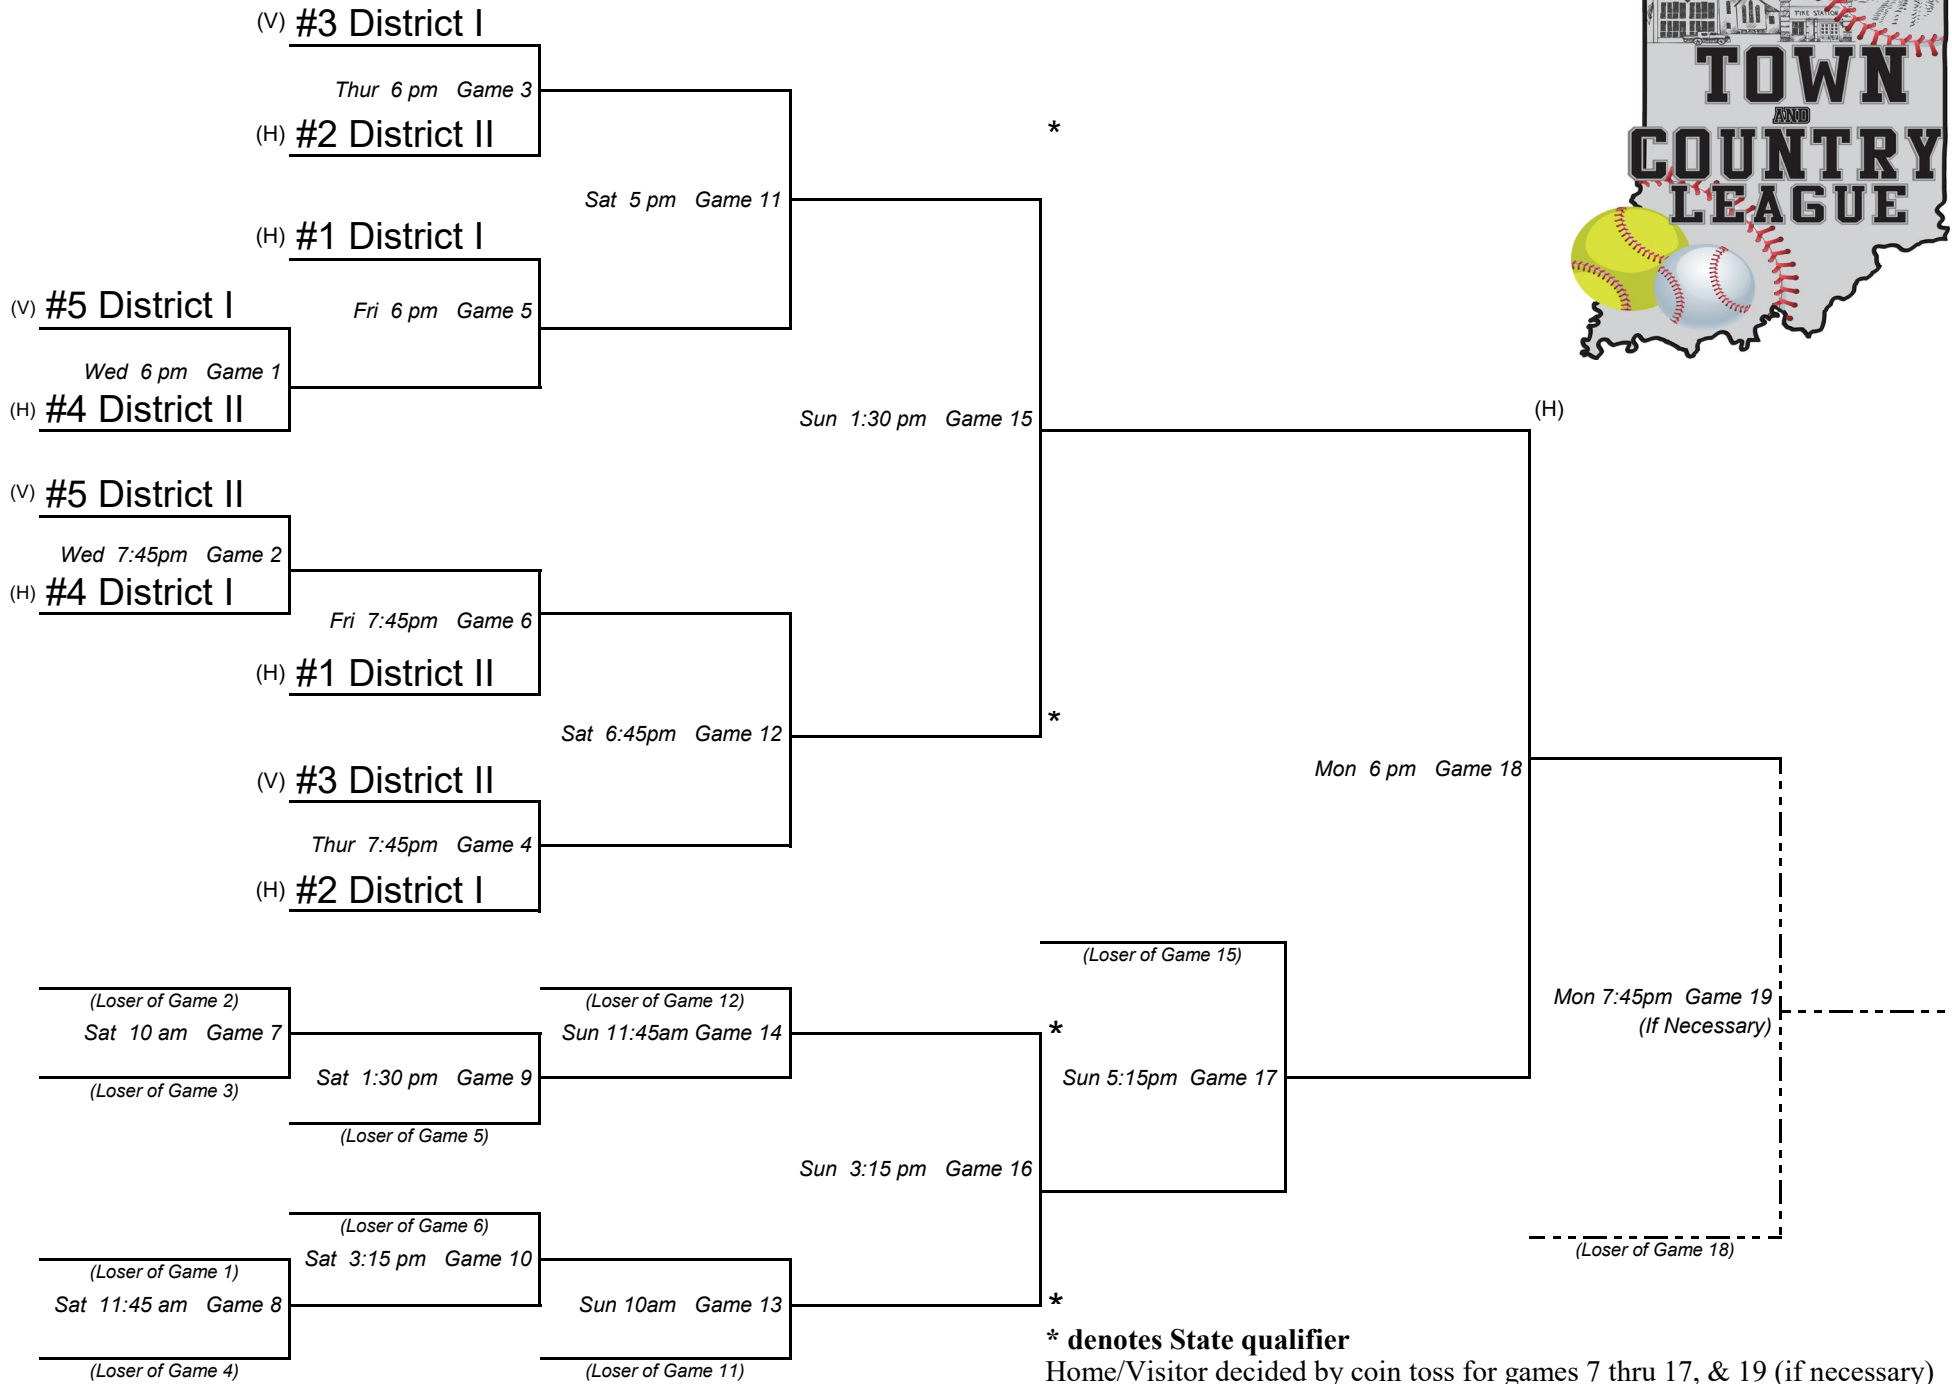 (V) #3 District I
Thur 6 pm Game 3
(H) #2 District II
*
Sat 5 pm Game 11
(H) #1 District I
(V) #5 District I
Fri 6 pm Game 5
Wed 6 pm Game 1
(H) #4 District II
Sun 1:30 pm Game 15
(H)
(V) #5 District II
Wed 7:45pm Game 2
(H) #4 District I
Fri 7:45pm Game 6
(H) #1 District II
*
Sat 6:45pm Game 12
(V) #3 District II
Mon 6 pm Game 18
Thur 7:45pm Game 4
(H) #2 District I
(Loser of Game 15)
(Loser of Game 2)
(Loser of Game 12)
Mon 7:45pm Game 19
(If Necessary)
Sat 10 am Game 7
Sun 11:45am Game 14
*
Sat 1:30 pm Game 9
Sun 5:15pm Game 17
(Loser of Game 3)
(Loser of Game 5)
Sun 3:15 pm Game 16
(Loser of Game 6)
Sat 3:15 pm Game 10
(Loser of Game 18)
(Loser of Game 1)
Sat 11:45 am Game 8
Sun 10am Game 13
*
(Loser of Game 4)
(Loser of Game 11)
* denotes State qualifier
Home/Visitor decided by coin toss for games 7 thru 17, & 19 (if necessary)
FIRE STATION
TOWN
AND
COUNTRY
LEAGUE